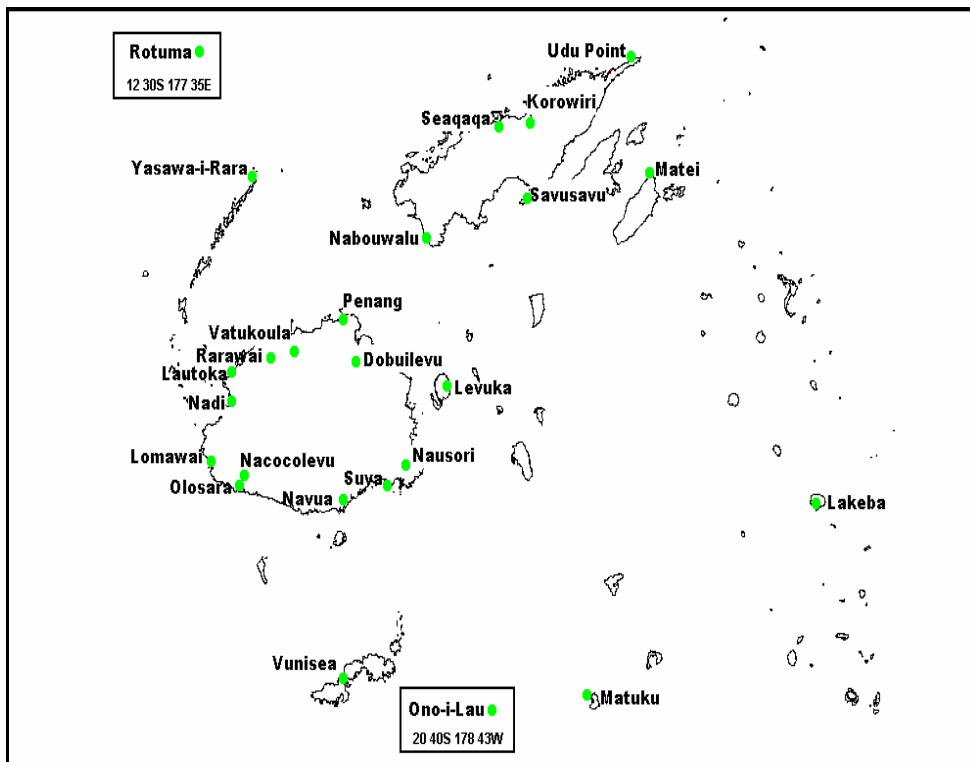 Rotuma
12 30S 177 35E
Udu Point
Korowiri
Seaqaqa
Yasawa-i-Rara
Matei
Savusavu
Nabouwalu
Penang
Vatukoula
Rarawai
Dobuilevu
Lautoka
Levuka
Nadi
Lomawai
Nacocolevu
Nausori
Suva
Olosara
Navua
Lakeba
Vunisea
Matuku
Ono-i-Lau
20 40S 178 43W